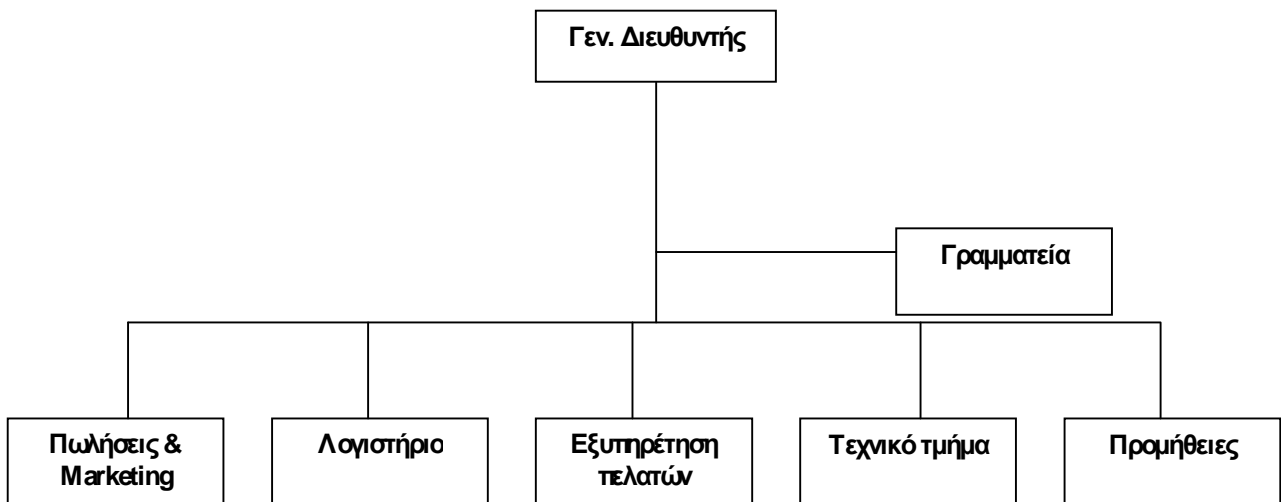 Γεν. Διευθυντής
Γραμματεία
Πωλήσεις &
Marketing
Λογιστήριο
Εξυπηρέτηση
πελατών
Τεχνικό τμήμα
Προμήθειες